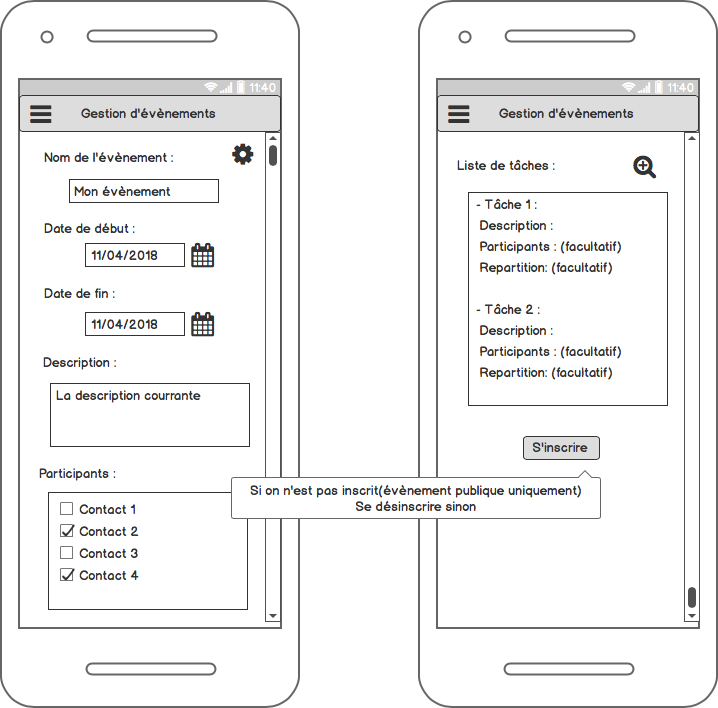 11:40
Gestion d'évènements
Nom de l'évènement :
Mon évènement
Date de début :
11/04/2018
Date de fin :
11/04/2018
Description :
La description courrante
Participants :
Contact 1
Contact 2
Contact 3
Contact 4
11:40
Gestion d'évènements
Liste de tâches :
- Tâche 1 :
Description :
Participants : (facultatif)
Repartition: (facultatif)
- Tâche 2 :
Description :
Participants : (facultatif)
Repartition: (facultatif)
S'inscrire
Si on n'est pas inscrit(évènement publique uniquement)
Se désinscrire sinon